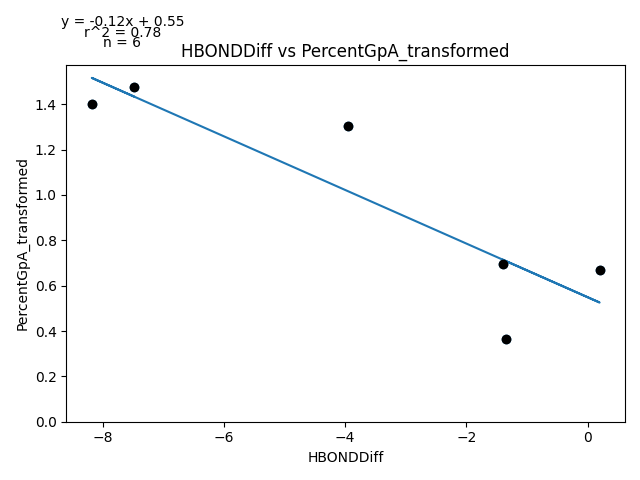 y = -0.12x + 0.55
r^2 = 0.78
n = 6
HBONDDiff vs PercentGpA_transformed
PercentGpA_transformed
1.4
1.2
1.0
0.8
0.6
0.4
0.2
0.0
−8
−6
−4
−2
0
HBONDDiff